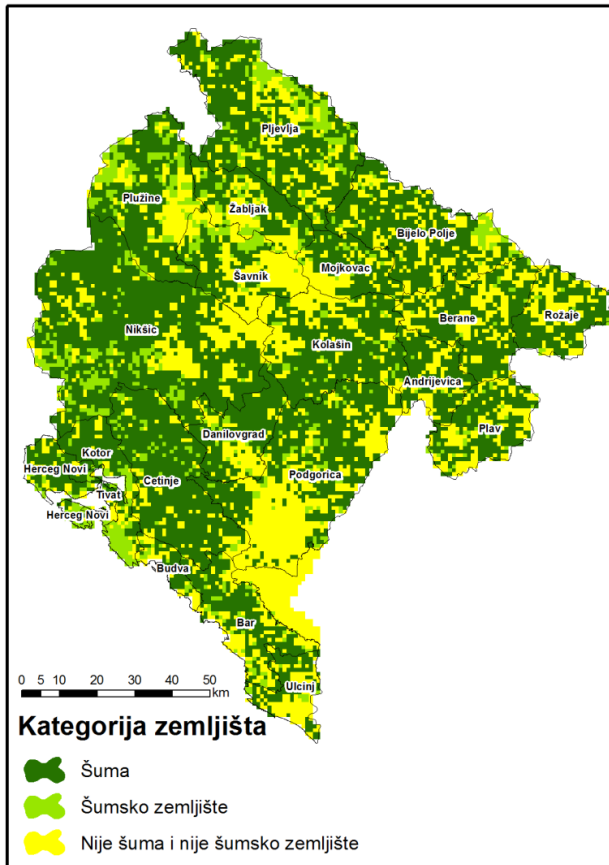 Pljevlja
Plužine
Žabljak
Bijelo Polje
Šavnik
Mojkovac
Nikšic
Kolašin
Berane
Rožaje
Andrijevica
Danilovgrad
Plav
Kotor
Herceg Novi
Cetinje
Podgorica
Tivat
Herceg Novi
Budva
Bar
Ulcinj
0 5 10 20 30 40 50
km
Kategorija zemljišta
Šuma
Šumsko zemljište
Nije šuma i nije šumsko zemljište